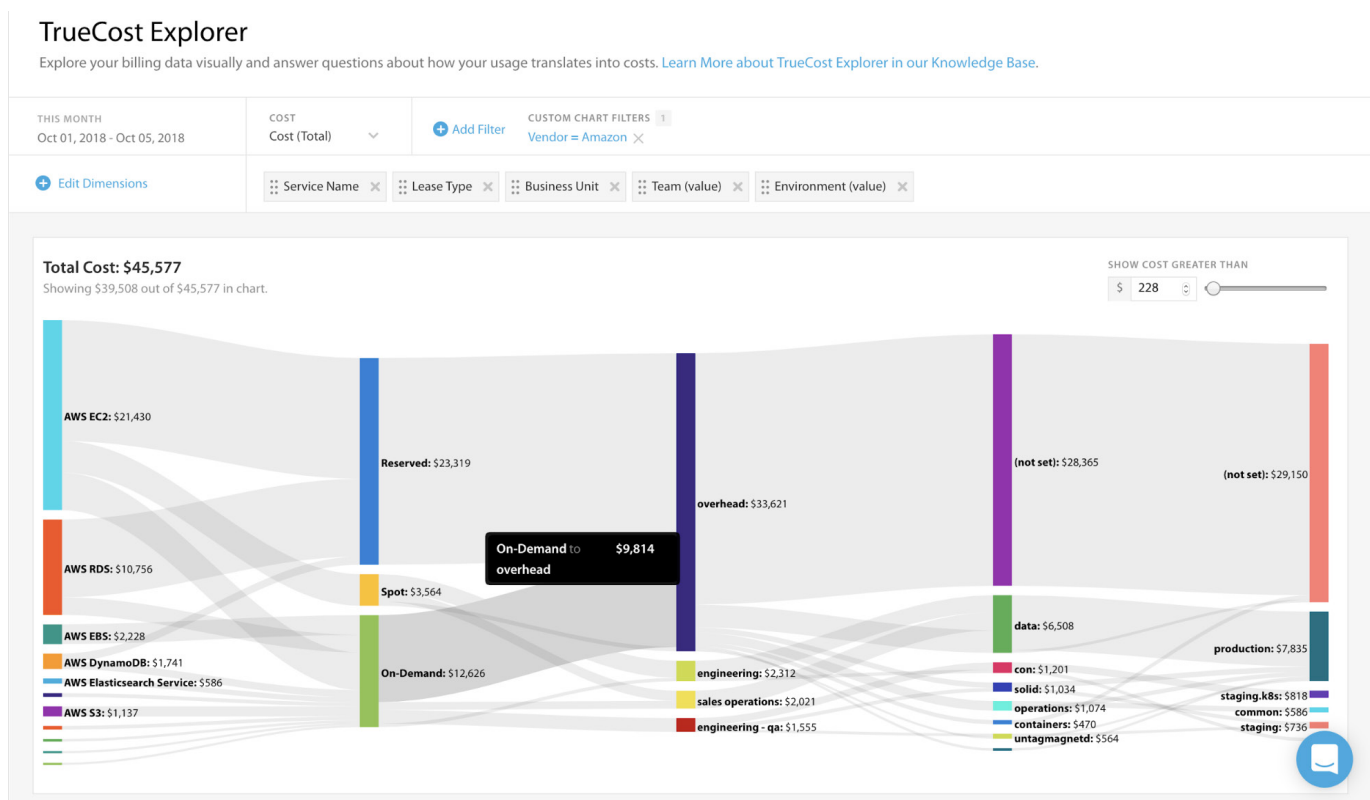 TrueCost Explorer
Explore your billing data visually and answer questions about how your usage translates into costs. Learn More about TrueCost Explorer in our Knowledge Base.
THIS MONTH
Oct 01, 2018 - Oct 05, 2018
COST
Cost (Total)
Add Filter
CUSTOM CHART FILTERS 1
Vendor = Amazon
Edit Dimensions
Service Name
Lease Type
Business Unit
Team (value)
Environment (value)
Total Cost: $45,577
Showing $39,508 out of $45,577 in chart.
SHOW COST GREATER THAN
$ 228
AWS EC2: $21,430
AWS RDS: $10,756
AWS EBS: $2,228
AWS DynamoDB: $1,741
AWS Elasticsearch Service: $586
AWS S3: $1,137
Reserved: $23,319
Spot: $3,564
On-Demand: $12,626
On-Demand to $9,814
overhead
overhead: $33,621
engineering: $2,312
sales operations: $2,021
engineering - qa: $1,555
(not set): $28,365
data: $6,508
con: $1,201
solid: $1,034
operations: $1,074
containers: $470
untagmagnetd: $564
(not set): $29,150
production: $7,835
staging.k8s: $818
common: $586
staging: $736